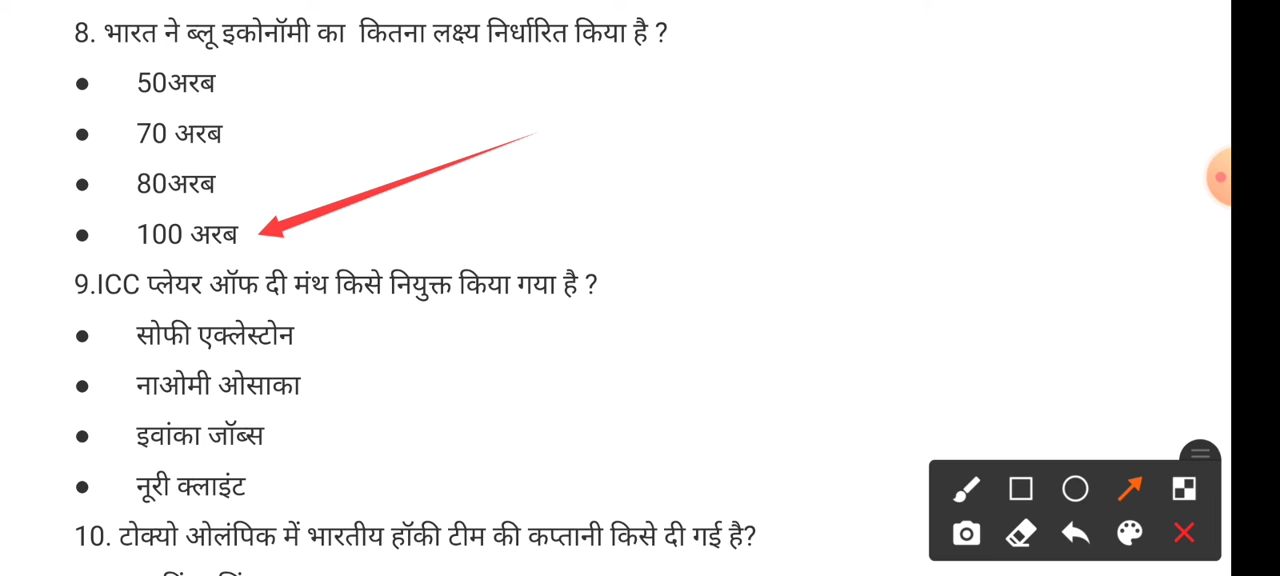 8. भारत ने ब्लू इकोनॉमी का कितना लक्ष्य निर्धारित किया है ?
● 50अरब
● 70 अरब
● 80अरब
● 100 अरब
9.ICC प्लेयर ऑफ दी मंथ किसे नियुक्त किया गया है ?
● सोफी एक्लेस्टोन
● नाओमी ओसाका
● इवांका जॉब्स
● नूरी क्लाइंट
10. टोक्यो ओलंपिक में भारतीय हॉकी टीम की कप्तानी किसे दी गई है?